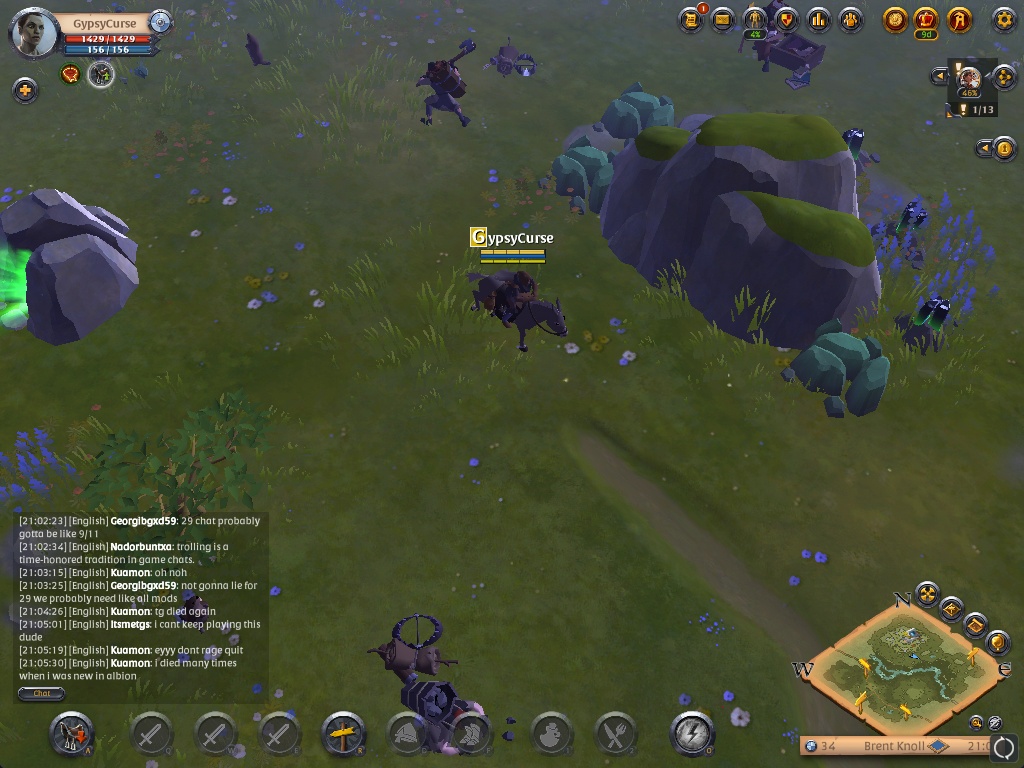 GypsyCurse
1429 / 1429
156 / 156
1
4%
9d
46%
1/13
GypsyCurse
[21:02:23] [English] Georgibgxd59: 29 chat probably
gotta be like 9/11
[21:02:34] [English] Nadorbuntxa: trolling is a
time-honored tradition in game chats.
[21:03:15] [English] Kuamon: oh noh
[21:03:25] [English] Georgibgxd59: not gonna lie for
29 we probably need like all mods
[21:04:26] [English] Kuamon: tg died again
[21:05:01] [English] Itsmetgs: i cant keep playing this
dude
[21:05:19] [English] Kuamon: eyyy dont rage quit
[21:05:30] [English] Kuamon: i died many times
when i was new in albion
Chat
N
W
E
A
R
34 Brent Knoll